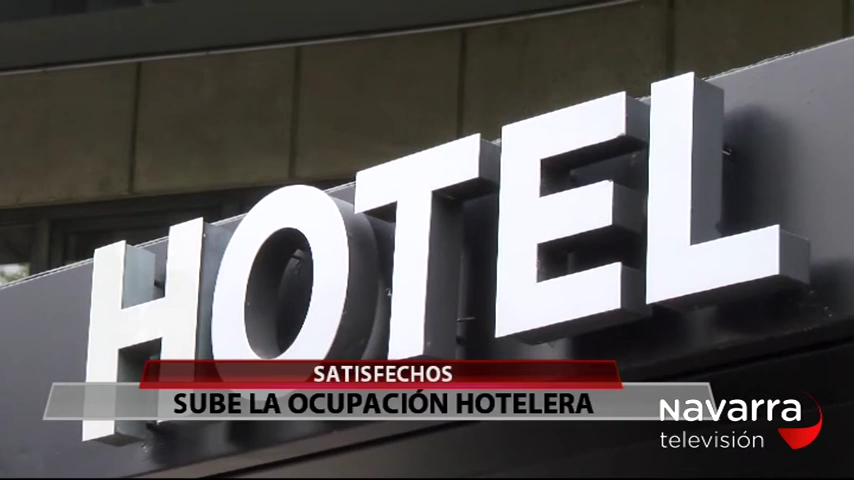 HOTEL
SATISFECHOS
SUBE LA OCUPACIÓN HOTELERA
Navarra
televisión